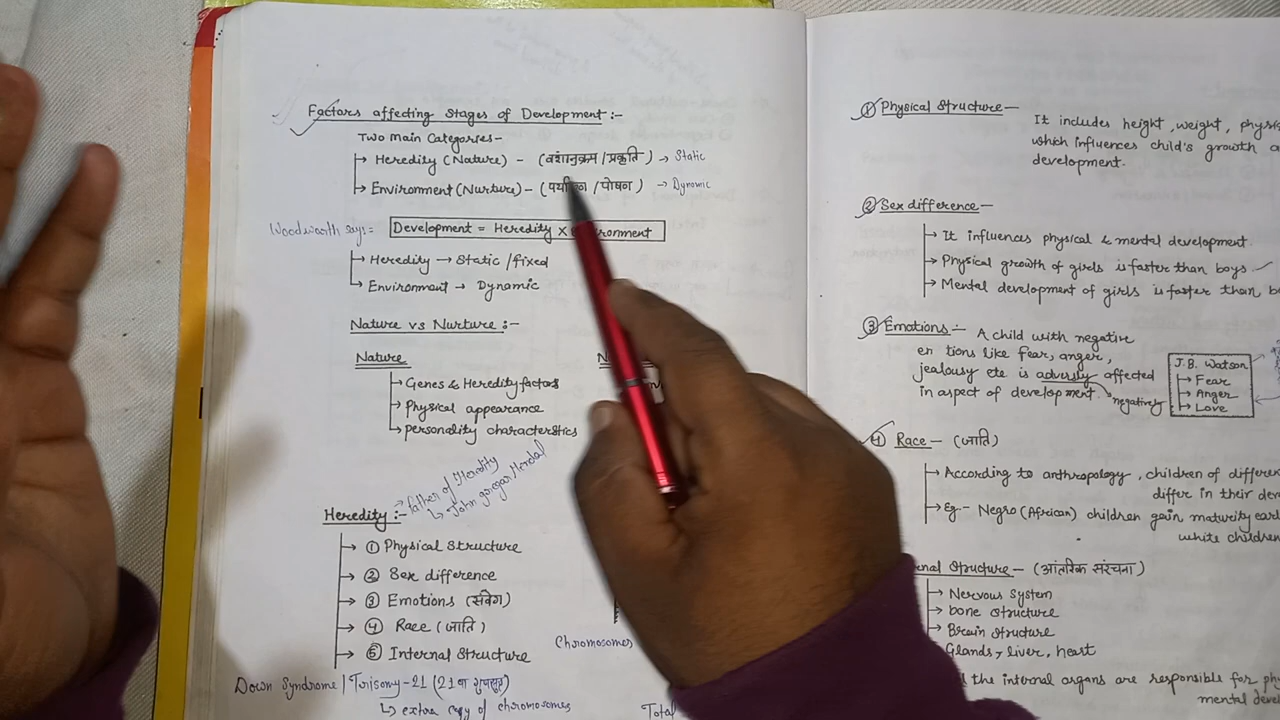 Factors affecting Stages of Development :-
Two Main Categories-
Heredity (Nature) - (वंशानुक्रम / प्रकृति) → Static
Environment (Nurture) - ( / पोषण ) → Dynamic
Woodworth says:-
Development = Heredity X
Heredity → Static / fixed
Environment → Dynamic
Nature vs Nurture :-
Nature
Genes & Heredity factors
Physical appearance
Personality characterstics
Heredity :- → father of Heredity
↳ John
① Physical Structure
② Sex difference
③ Emotions (संवेग)
④ Race (जाति)
⑤ Internal Structure
Chromosomes
Down Syndrome / Trisomy-21 (21वा गुणसूत्र)
↳ extra copy of chromosomes
Total
① Physical Structure —
It includes height, weight,
which influences child's growth
development.
② Sex difference —
→ It influences physical & mental development
→ Physical growth of girls is faster than boys
→ Mental development of girls is faster than
③ Emotions :- A child with negative
like fear, anger,
jealousy etc is adversly affected
in aspect of development. → negatively
J.B. Watson
→ Fear
→ Anger
→ Love
④ Race — (जाति)
→ According to anthropology, children of
differ in their
→ Eg - Negro (African) children gain maturity
white children
Structure — (आंतरिक संरचना)
→ Nervous System
→ bone structure
→ Brain structure
Glands, liver, heart
the internal organs are responsible for
mental